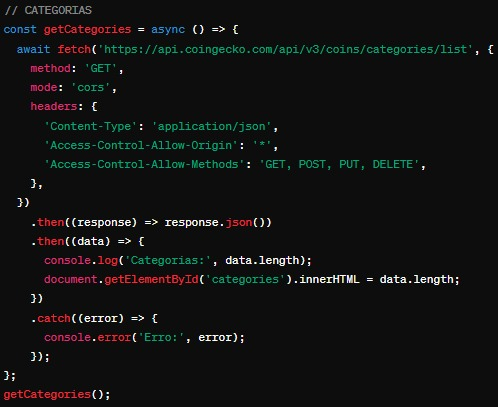 // CATEGORIAS
const getCategories = async () => {
  await fetch('https://api.coingecko.com/api/v3/coins/categories/list', {
    method: 'GET',
    mode: 'cors',
    headers: {
      'Content-Type': 'application/json',
      'Access-Control-Allow-Origin': '*',
      'Access-Control-Allow-Methods': 'GET, POST, PUT, DELETE',
    },
  })
    .then((response) => response.json())
    .then((data) => {
      console.log('Categorias:', data.length);
      document.getElementById('categories').innerHTML = data.length;
    })
    .catch((error) => {
      console.error('Erro:', error);
    });
};
getCategories();